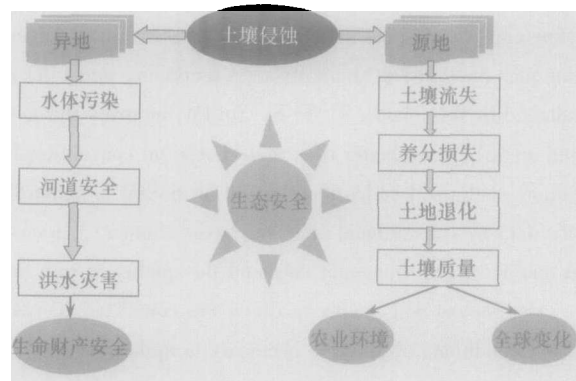 异地
土壤侵蚀
源地
水体污染
土壤流失
养分损失
河道安全
生态安全
土地退化
洪水灾害
土壤质量
生命财产安全
农业环境
全球变化